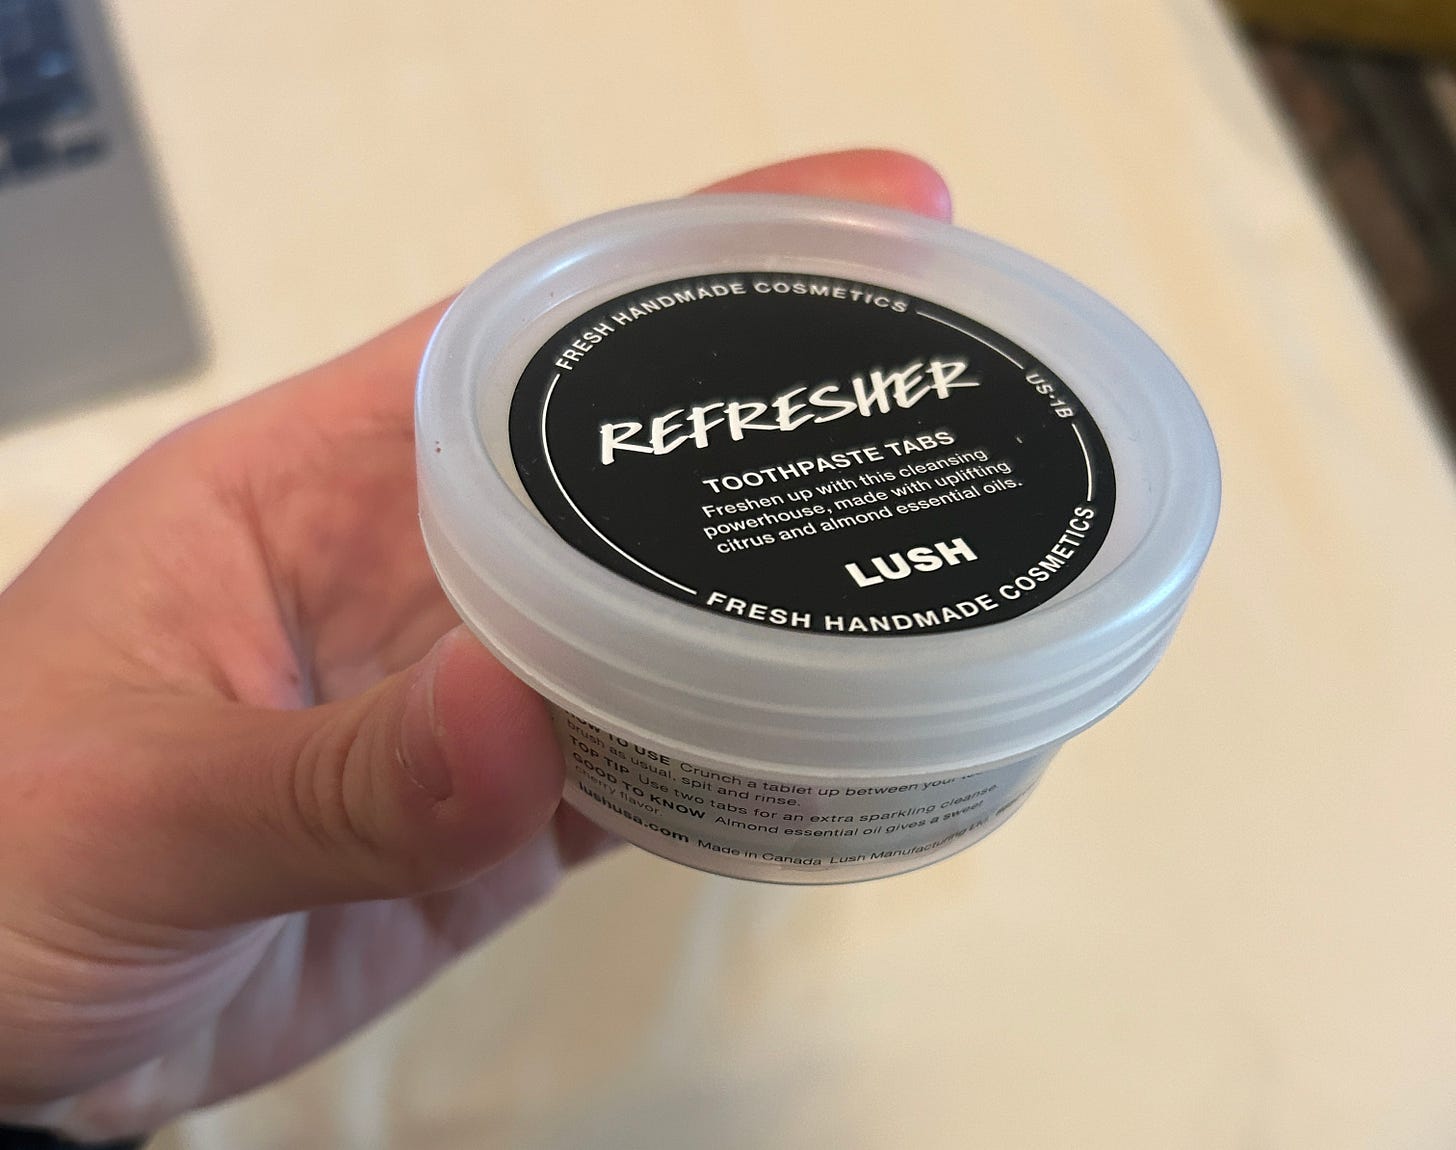 FRESH HANDMADE COSMETICS
US-1B
REFRESHER
TOOTHPASTE TABS
Freshen up with this cleansing
powerhouse, made with uplifting
citrus and almond essential oils.
LUSH
FRESH HANDMADE COSMETICS
HOW TO USE Crunch a tablet up between your
brush as usual, spit and rinse.
TOP TIP Use two tabs for an extra sparkling cleanse.
GOOD TO KNOW Almond essential oil gives a sweet
cherry flavor.
lushusa.com Made in Canada Lush Manufacturing Ltd.